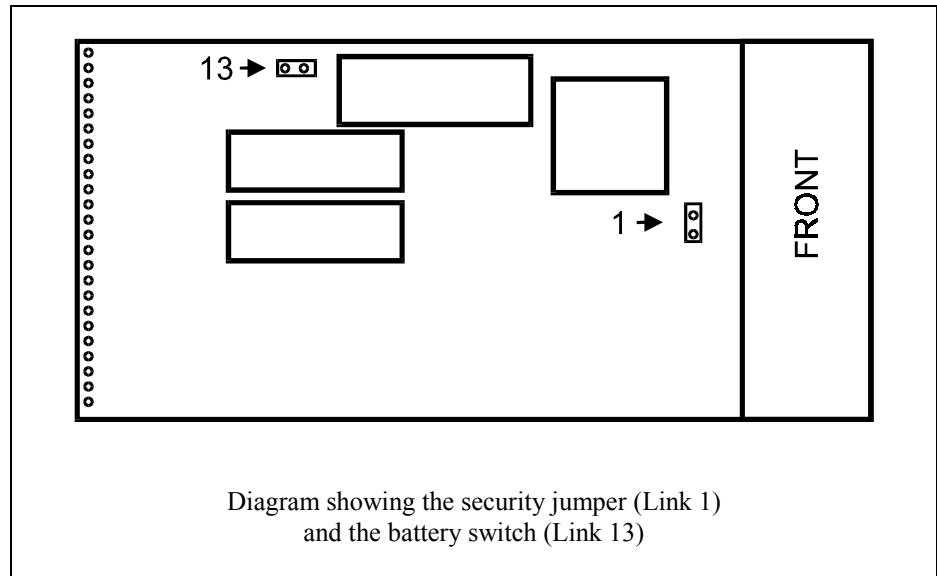 13
1
FRONT
Diagram showing the security jumper (Link 1)
and the battery switch (Link 13)